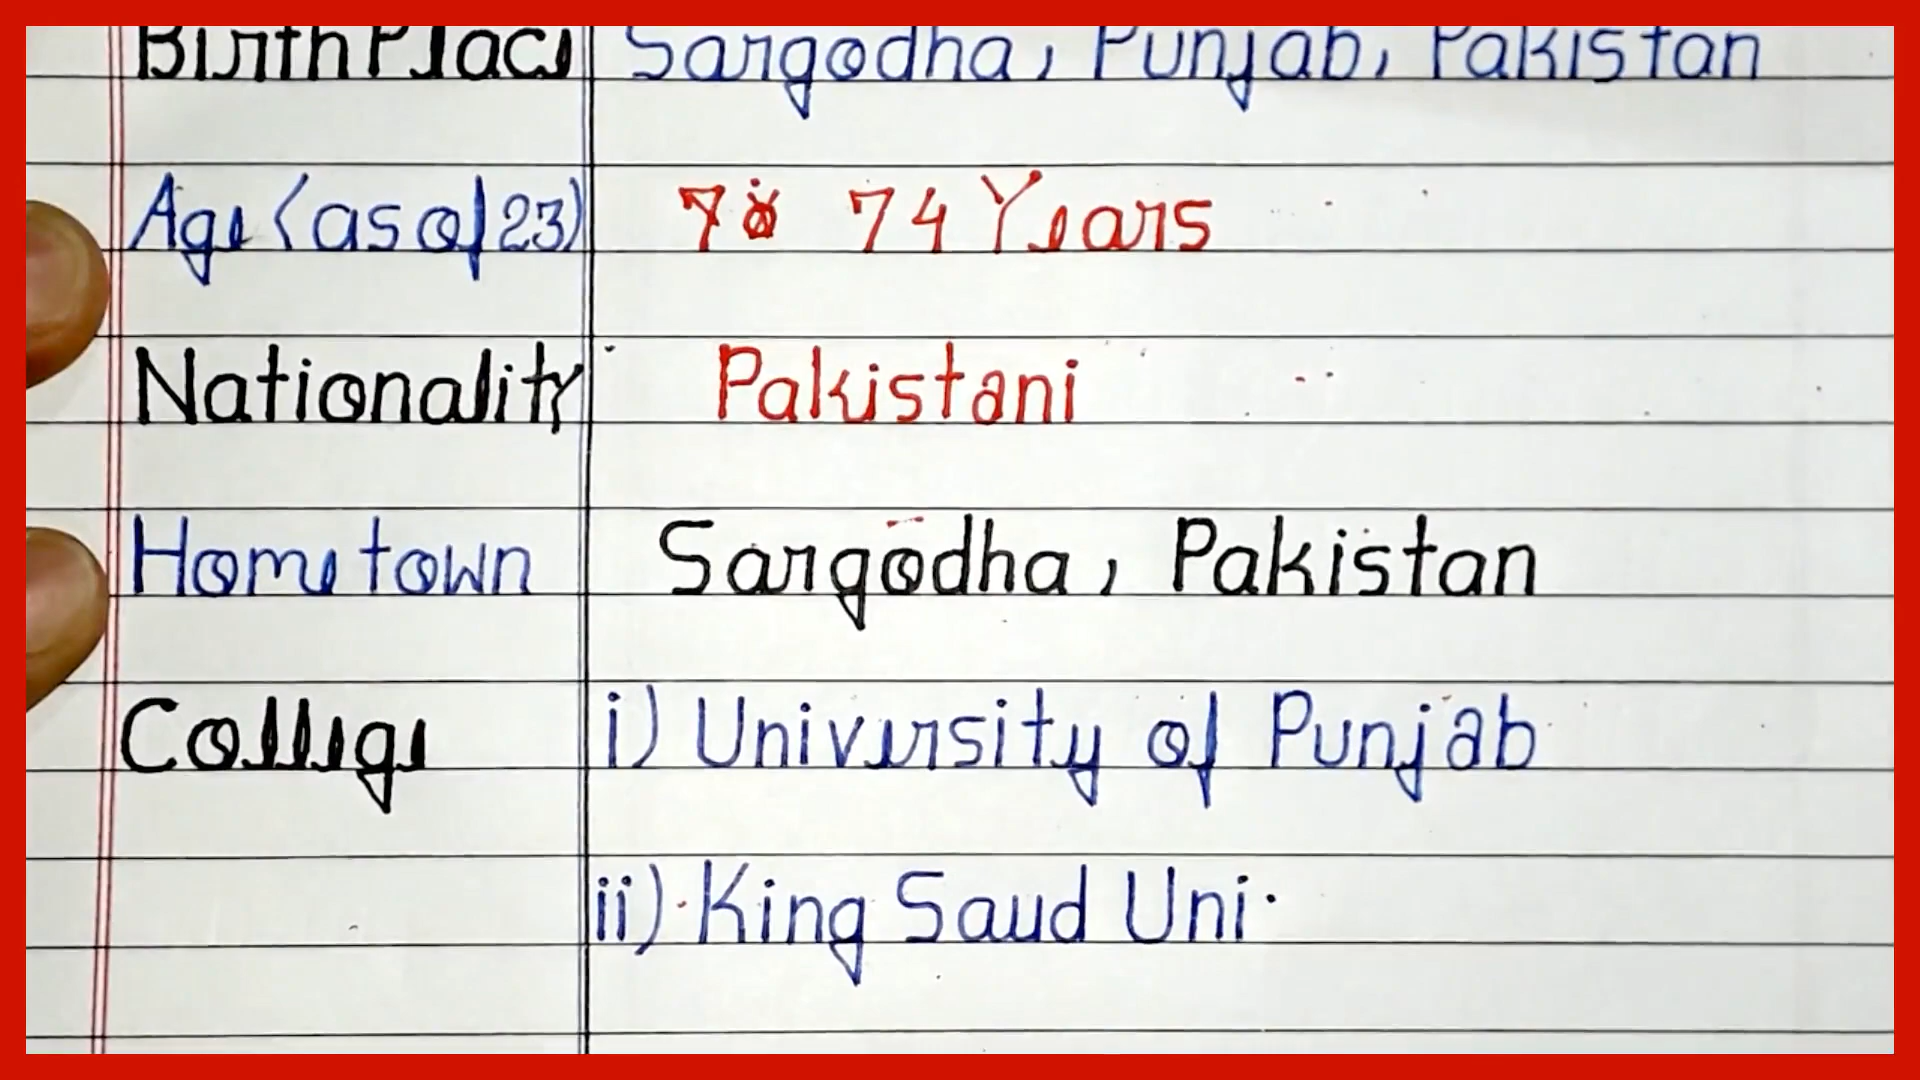 Birth Place Sargodha, Punjab, Pakistan
Age (as of 23) 74 Years
Nationality Pakistani
Hometown Sargodha, Pakistan
College i) University of Punjab
ii) King Saud Uni.